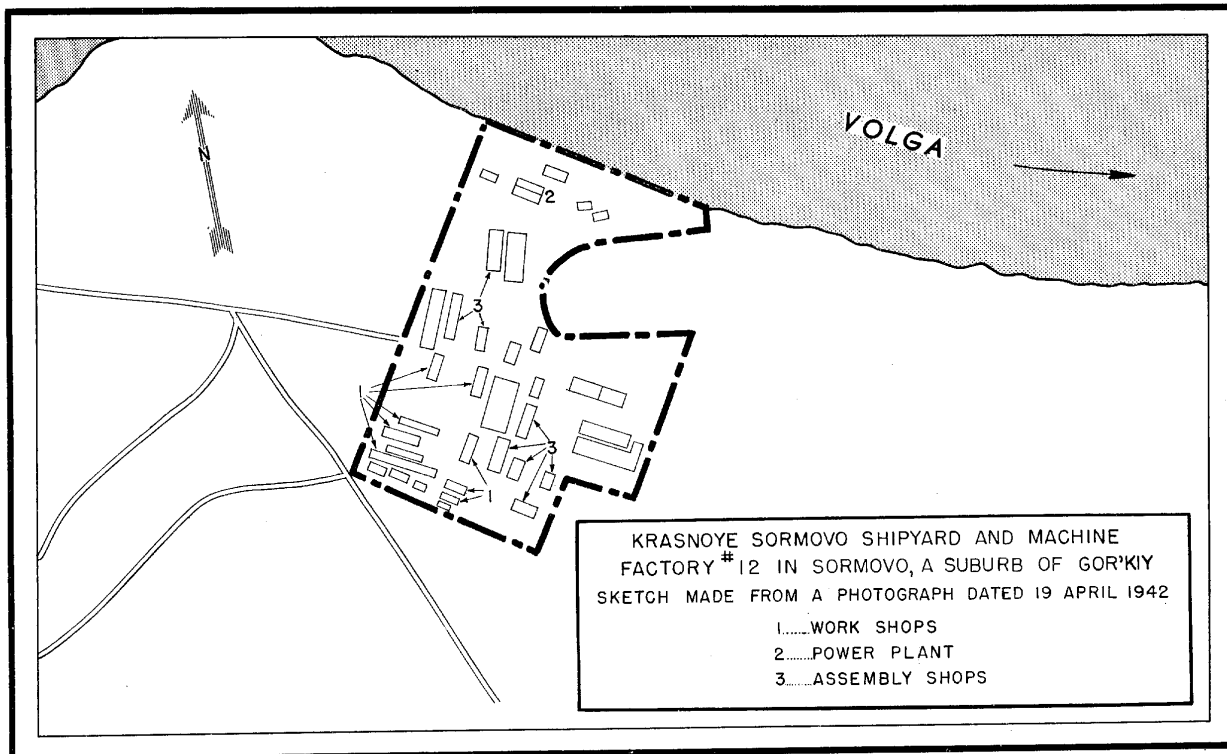 VOLGA
N
2
3
1
3
1
KRASNOYE SORMOVO SHIPYARD AND MACHINE
FACTORY #12 IN SORMOVO, A SUBURB OF GOR'KIY
SKETCH MADE FROM A PHOTOGRAPH DATED 19 APRIL 1942
1........WORK SHOPS
2........POWER PLANT
3........ASSEMBLY SHOPS